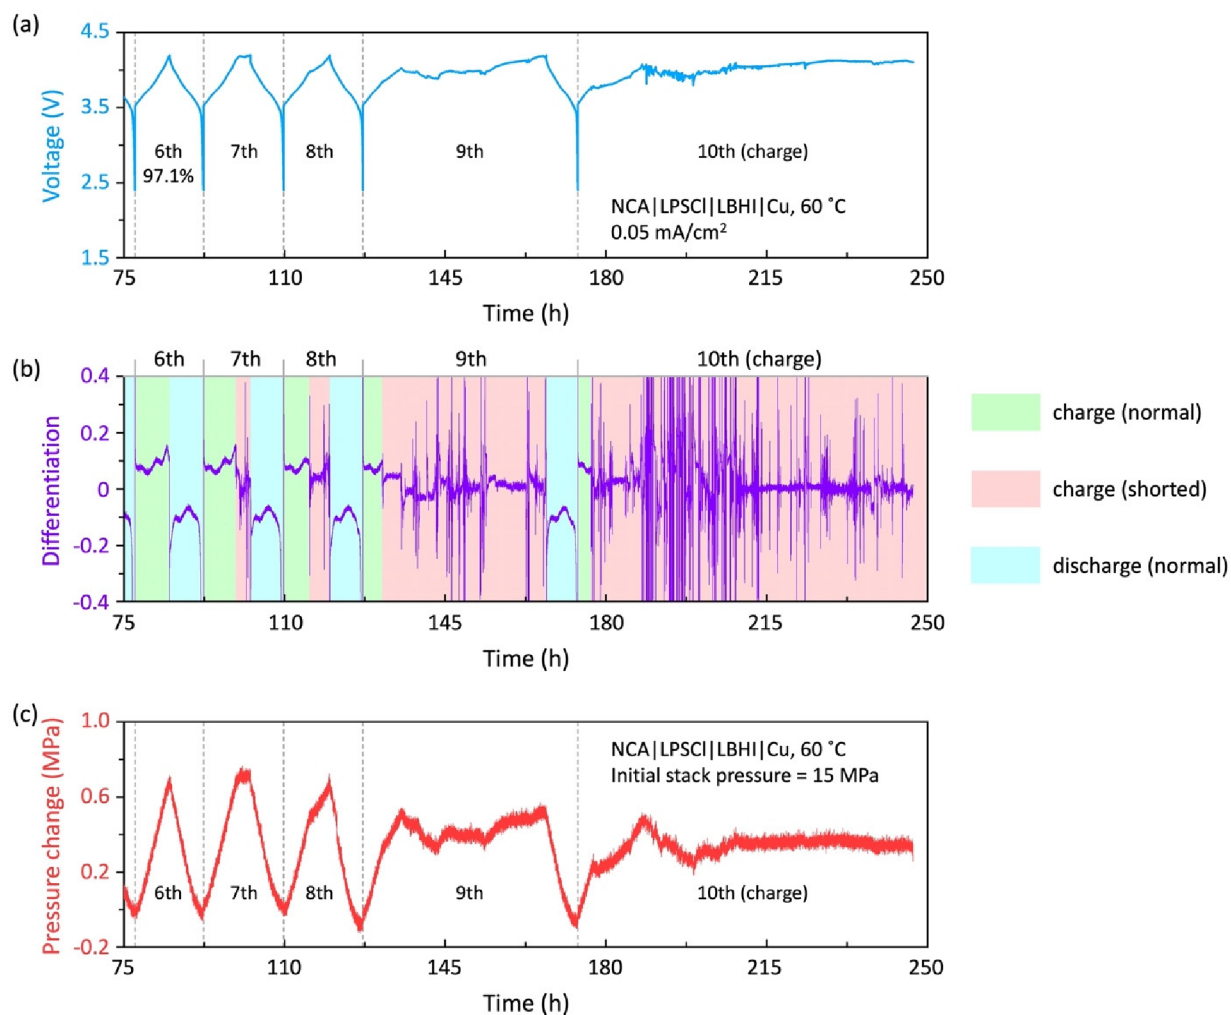 (a)
4.5
3.5
2.5
1.5
Voltage (V)
6th
97.1%
7th
8th
9th
10th (charge)
NCA|LPSCl|LBHI|Cu, 60 ˚C
0.05 mA/cm²
75 110 145 180 215 250
Time (h)
(b)
6th 7th 8th 9th 10th (charge)
0.4
0.2
0
-0.2
-0.4
Differentiation
charge (normal)
charge (shorted)
discharge (normal)
75 110 145 180 215 250
Time (h)
(c)
1.0
0.6
0.2
-0.2
Pressure change (MPa)
NCA|LPSCl|LBHI|Cu, 60 ˚C
Initial stack pressure = 15 MPa
6th 7th 8th 9th 10th (charge)
75 110 145 180 215 250
Time (h)